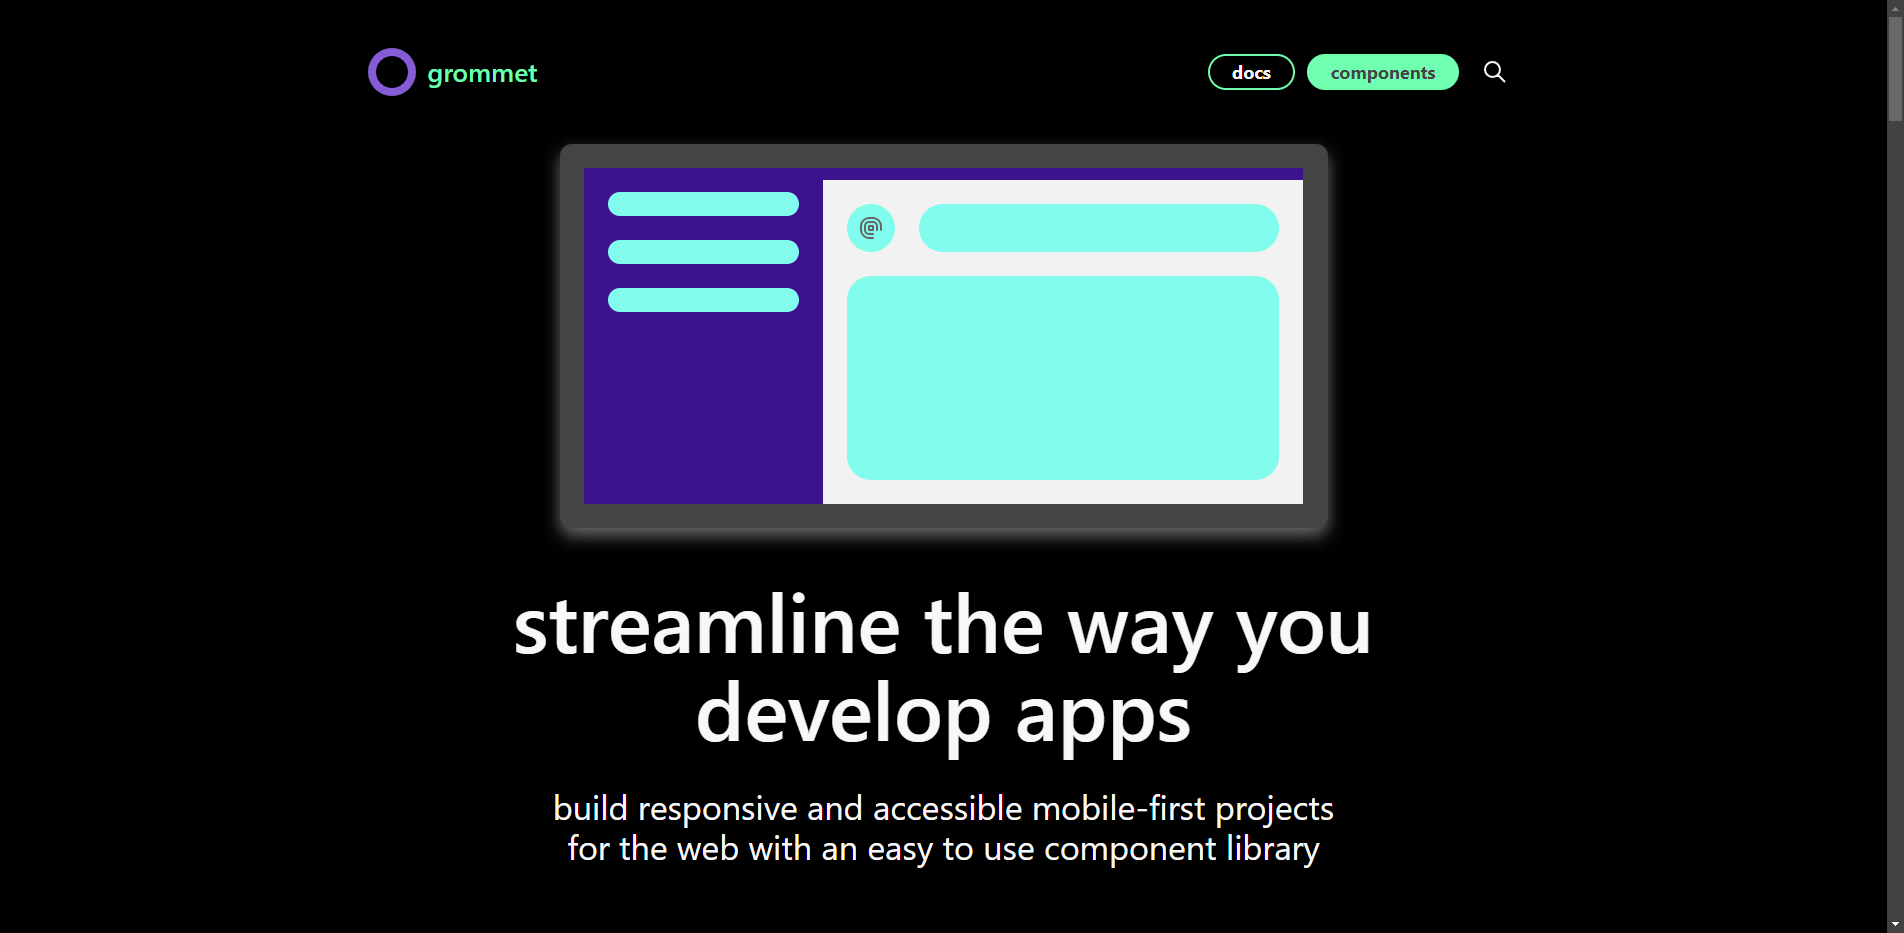 grommet
docs
components
streamline the way you
develop apps
build responsive and accessible mobile-first projects
for the web with an easy to use component library